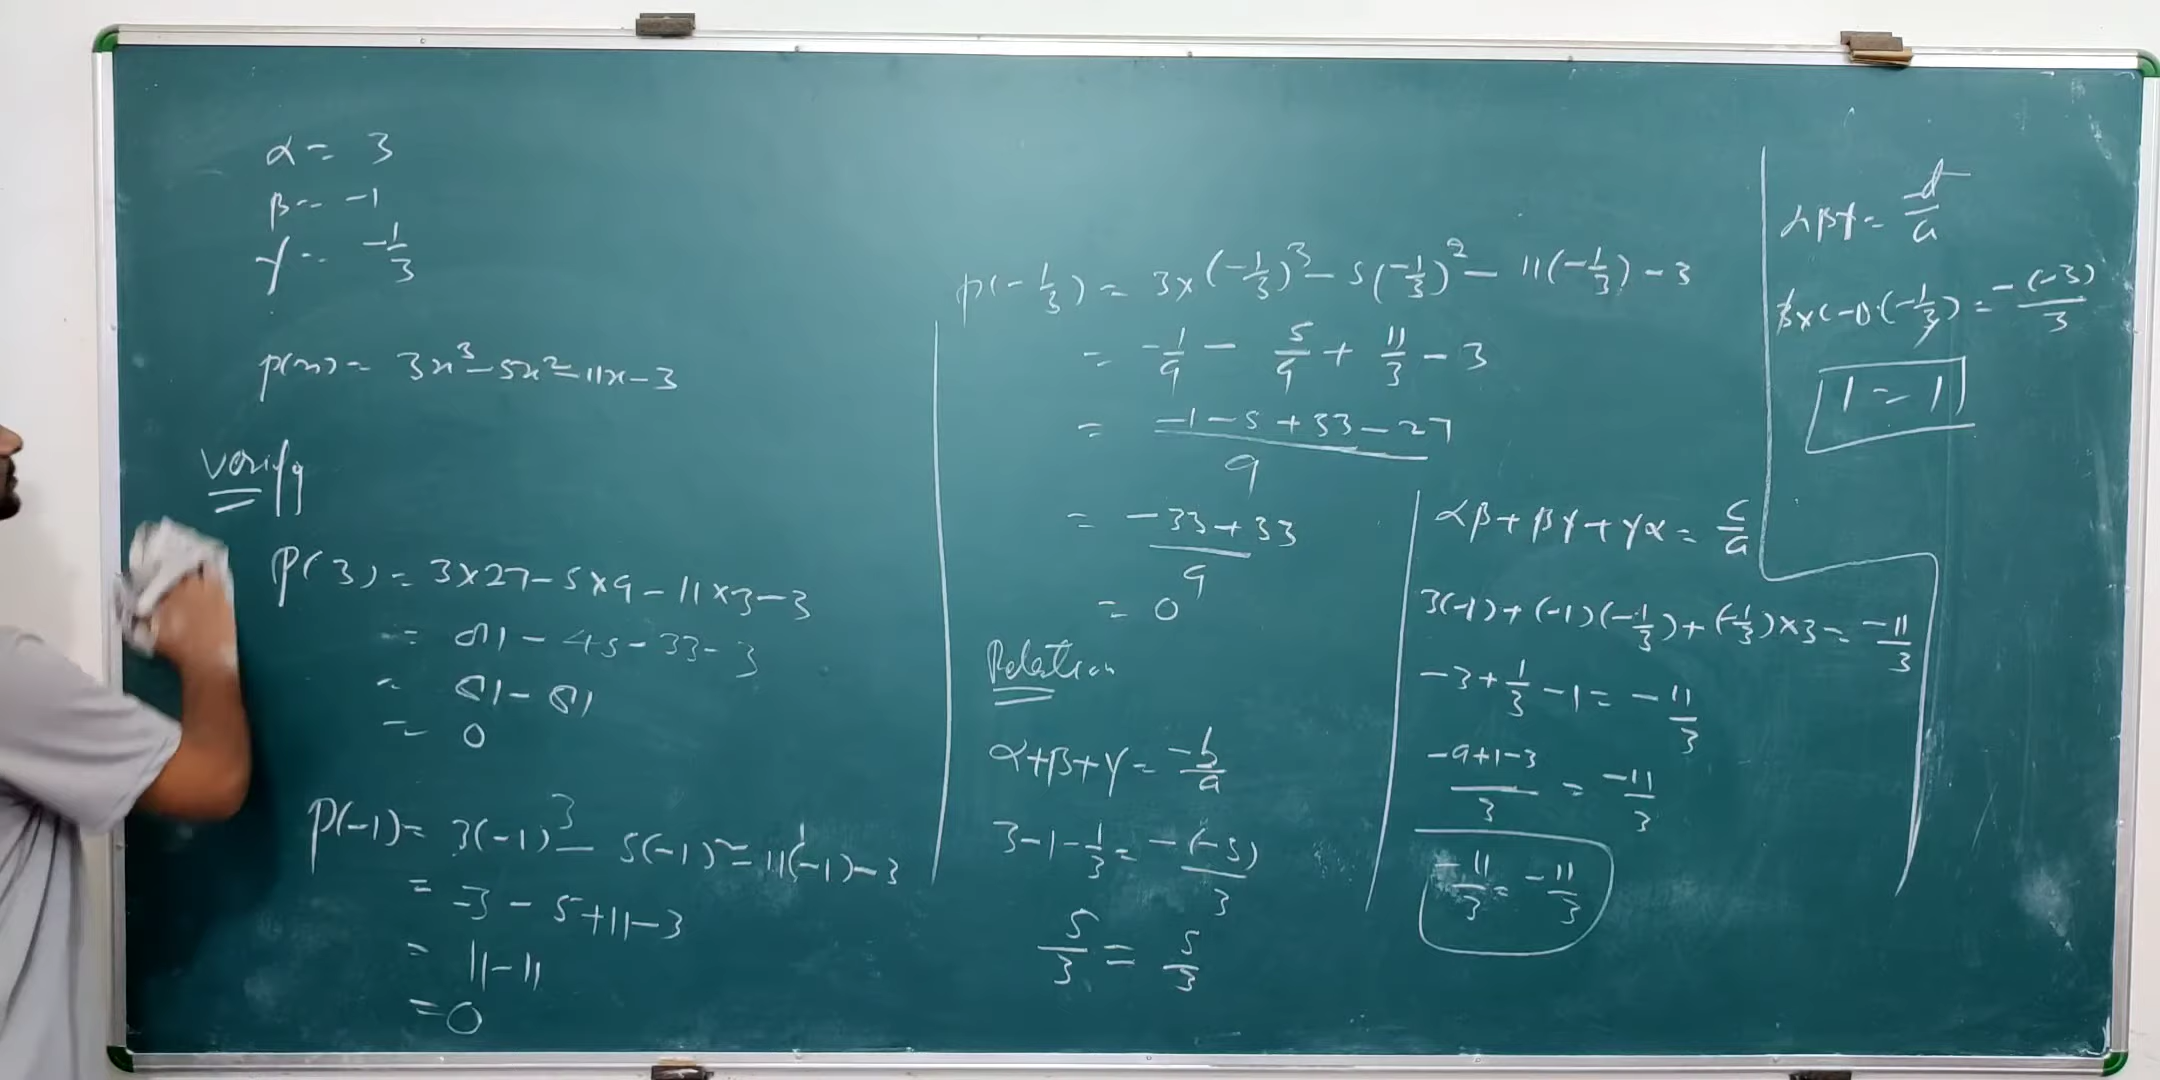 α = 3
β = -1
γ = -1/3
p(x) = 3x³ - 5x² - 11x - 3
Verify
P(3) = 3×27 - 5×9 - 11×3 - 3
= 81 - 45 - 33 - 3
= 81 - 81
= 0
P(-1) = 3(-1)³ - 5(-1)² - 11(-1) - 3
= -3 - 5 + 11 - 3
= 11 - 11
= 0
p(-1/3) = 3×(-1/3)³ - 5(-1/3)² - 11(-1/3) - 3
= -1/9 - 5/9 + 11/3 - 3
= (-1 - 5 + 33 - 27)/9
= (-33 + 33)/9
= 0
Relation
α+β+γ = -b/a
3 - 1 - 1/3 = -(-5)/3
5/3 = 5/3
αβ + βγ + γα = c/a
3(-1) + (-1)(-1/3) + (-1/3)×3 = -11/3
-3 + 1/3 - 1 = -11/3
(-9+1-3)/3 = -11/3
-11/3 = -11/3
αβγ = -d/a
3×(-1)·(-1/3) = -(-3)/3
1 = 1